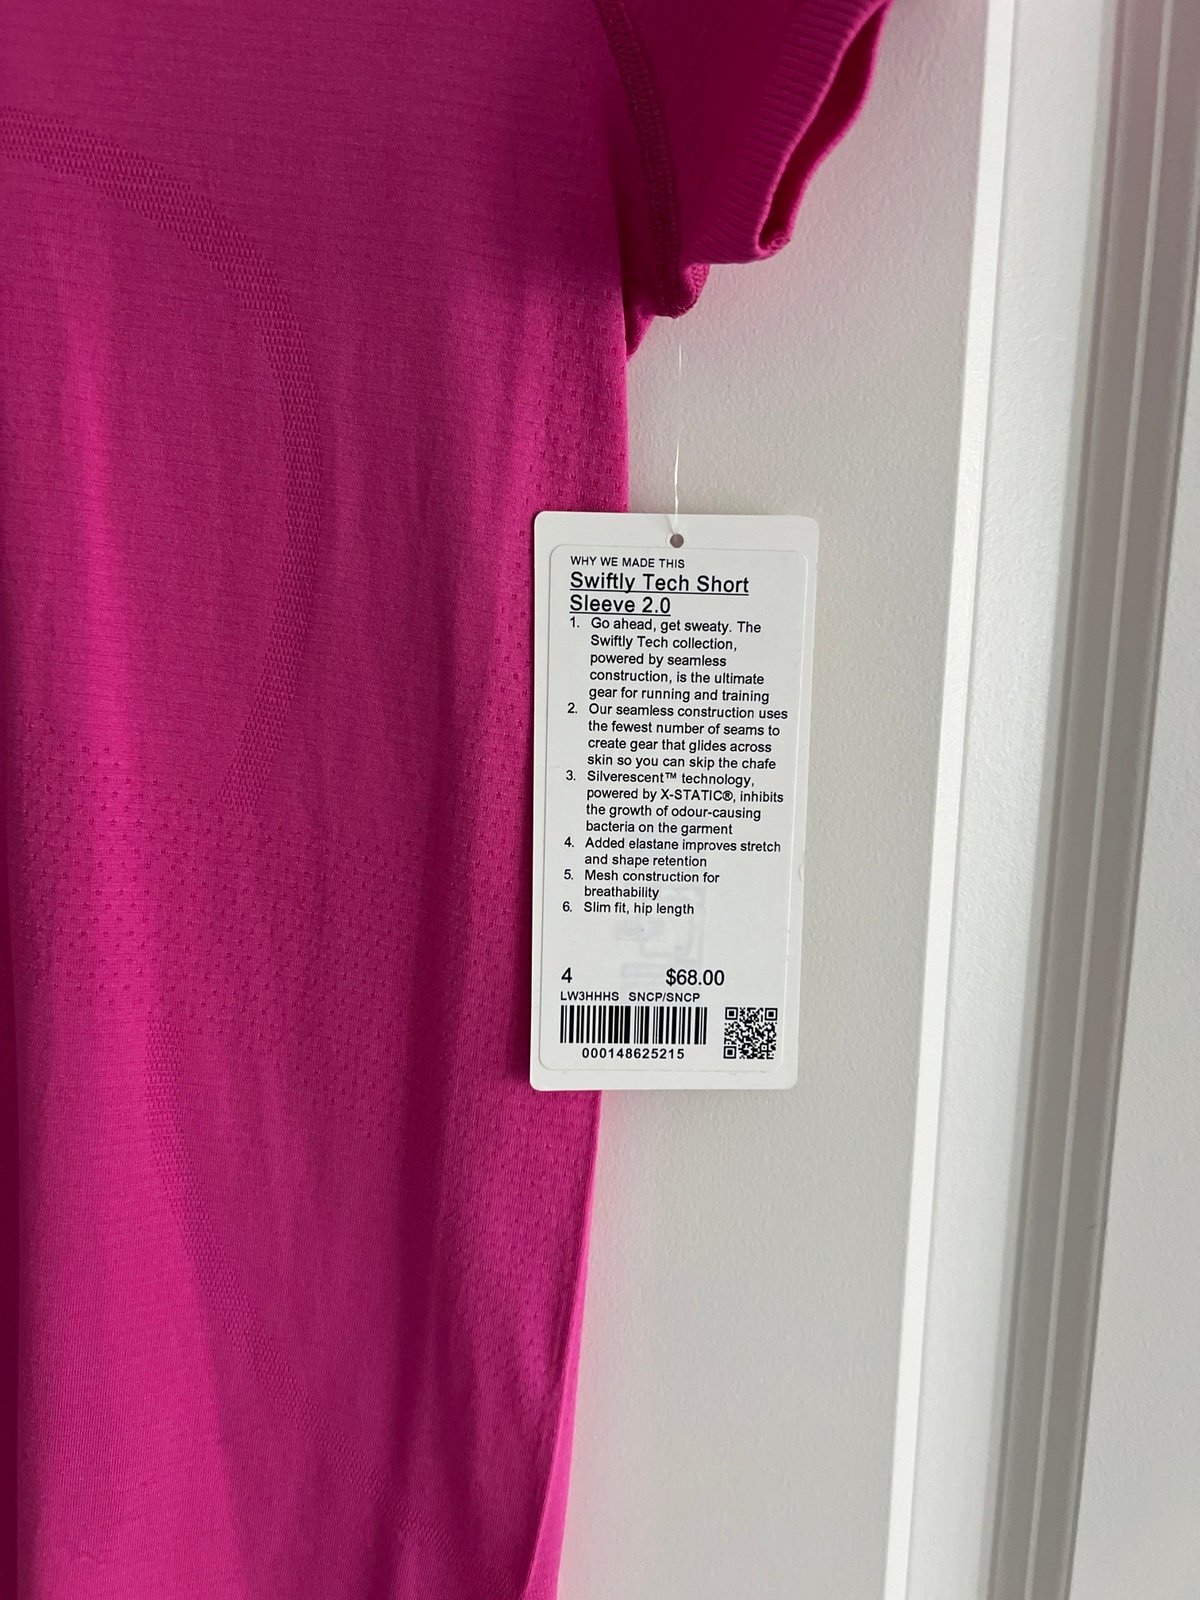 WHY WE MADE THIS
Swiftly Tech Short
Sleeve 2.0
1. Go ahead, get sweaty. The
Swiftly Tech collection,
powered by seamless
construction, is the ultimate
gear for running and training
2. Our seamless construction uses
the fewest number of seams to
create gear that glides across
skin so you can skip the chafe
3. Silverescent™ technology,
powered by X-STATIC®, inhibits
the growth of odour-causing
bacteria on the garment
4. Added elastane improves stretch
and shape retention
5. Mesh construction for
breathability
6. Slim fit, hip length
4 $68.00
LW3HHHS SNCP/SNCP
000148625215